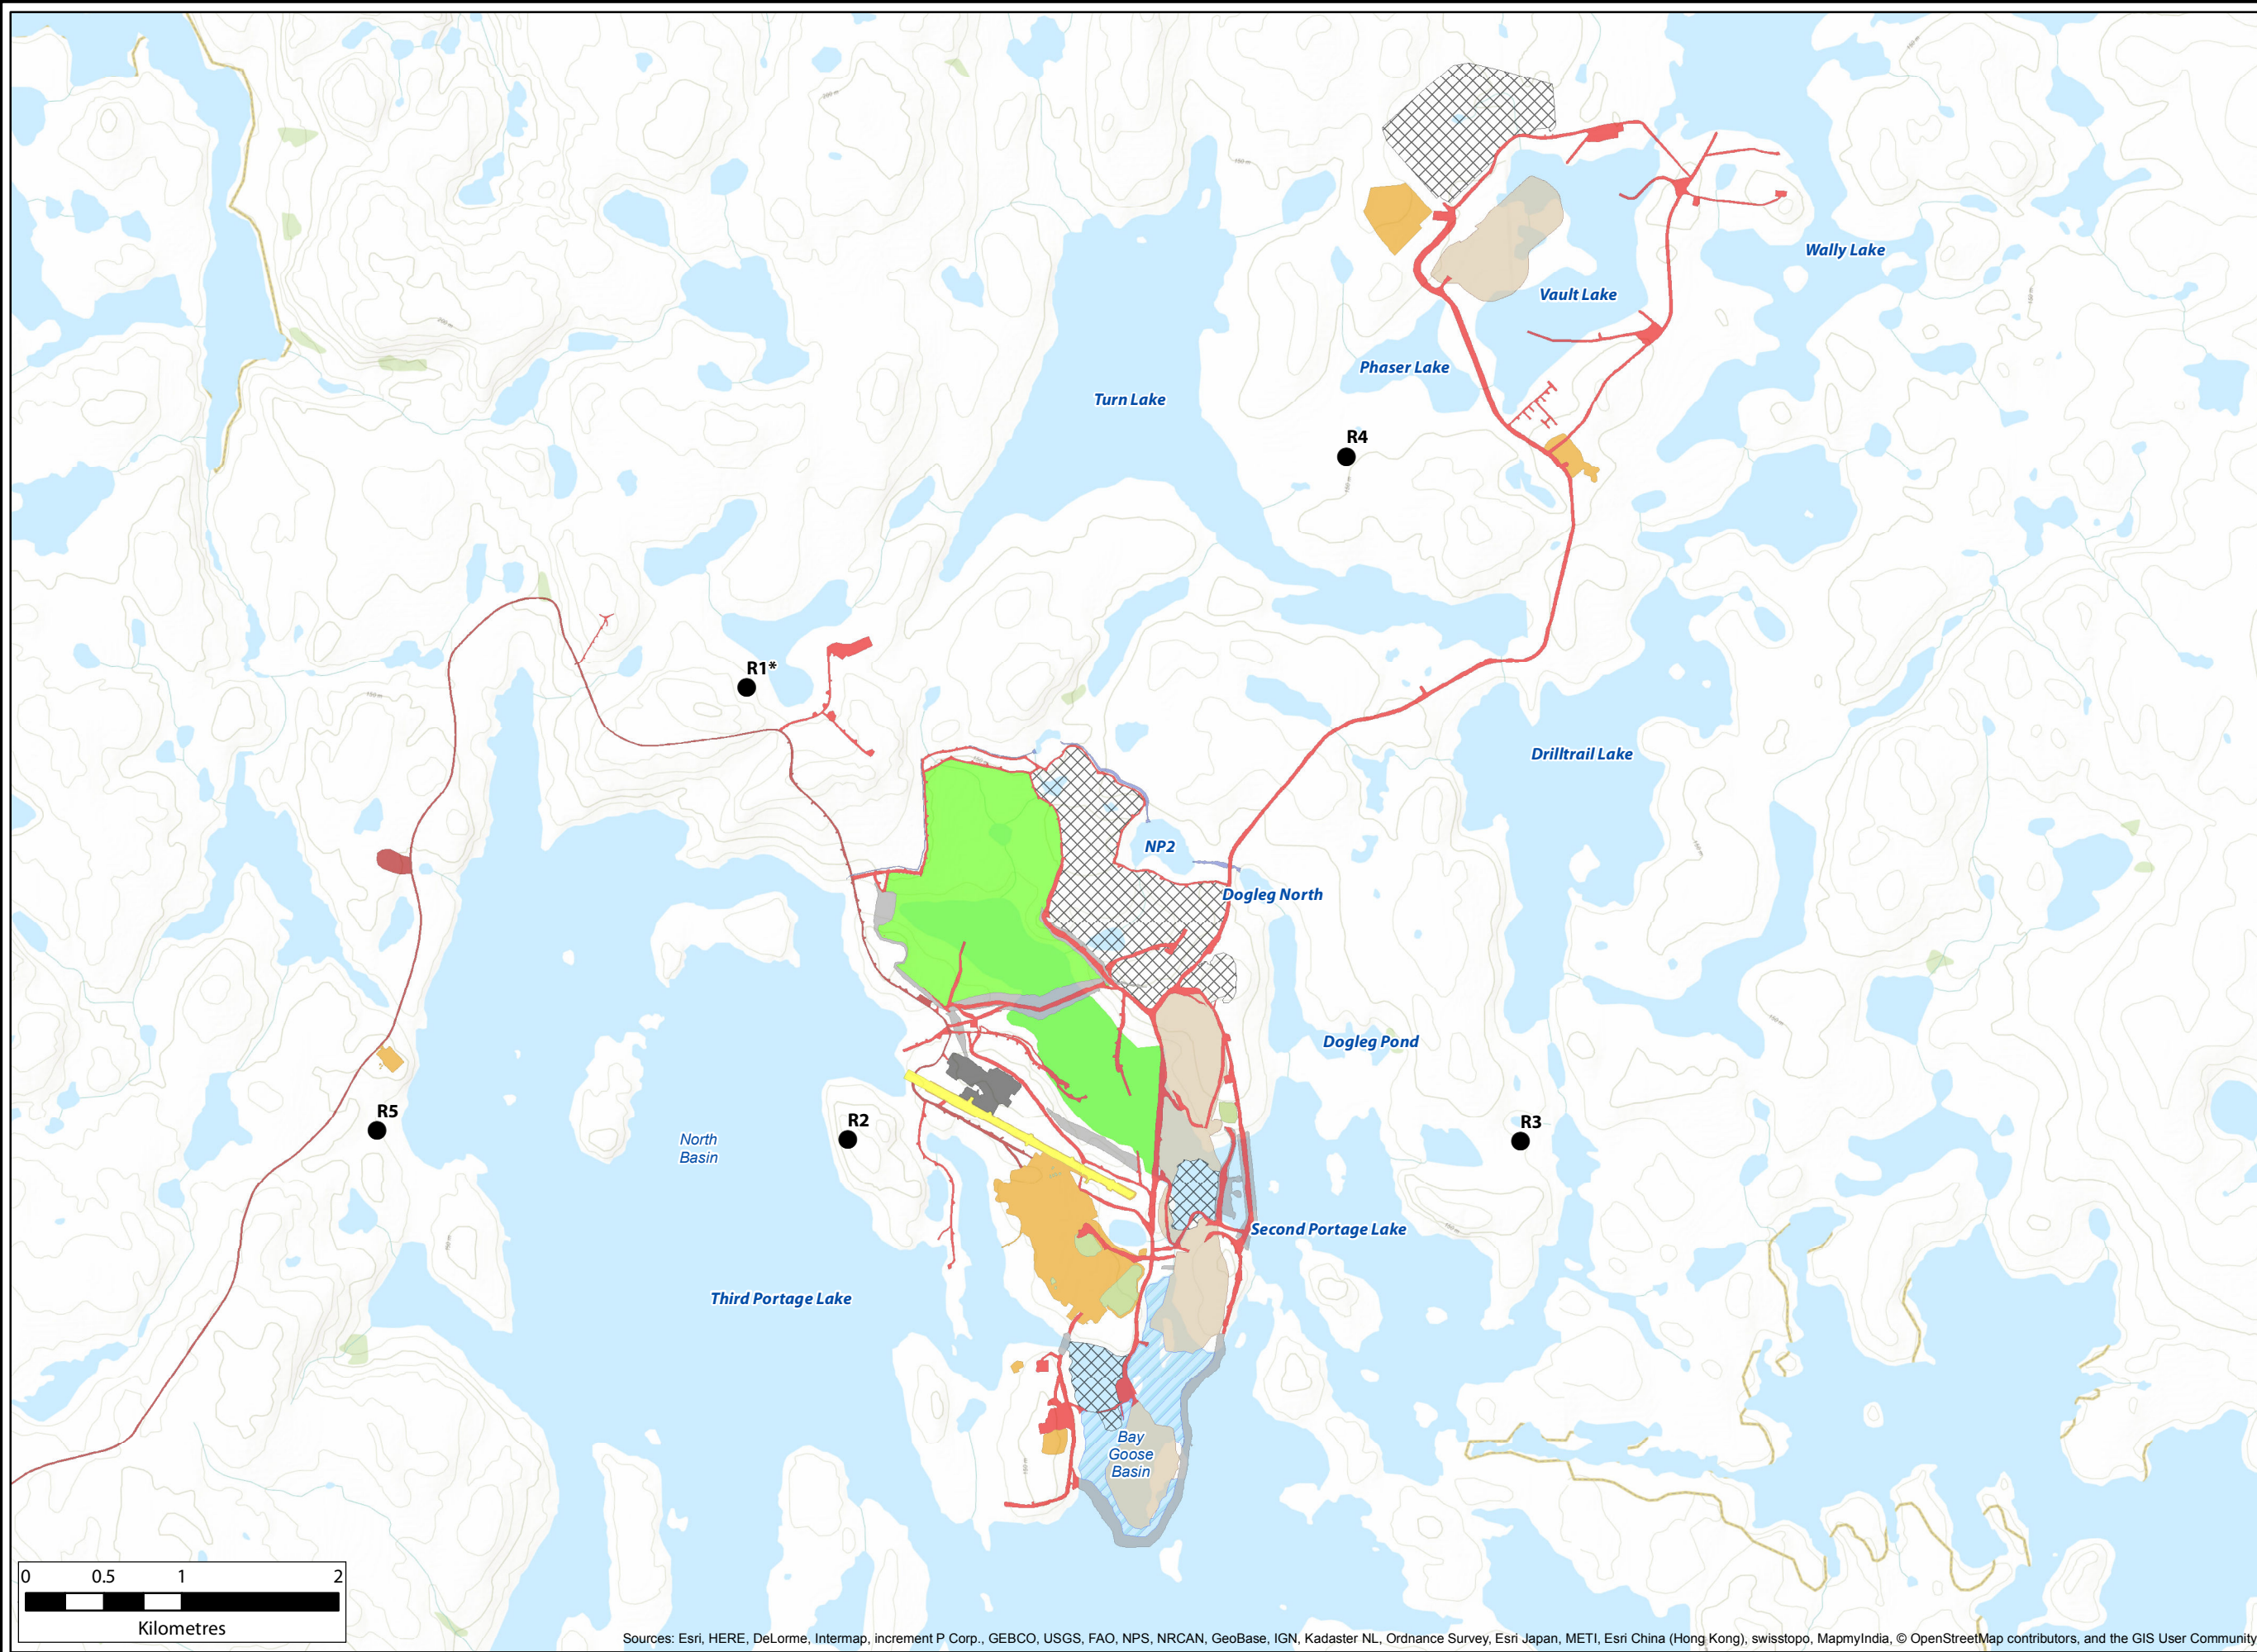 Wally Lake
Vault Lake
Phaser Lake
Turn Lake
R4
R1*
Drilltrail Lake
NP2
Dogleg North
Dogleg Pond
R5
R2
R3
North
Basin
Second Portage Lake
Third Portage Lake
Bay
Goose
Basin
0 0.5 1 2
Kilometres
Sources: Esri, HERE, DeLorme, Intermap, increment P Corp., GEBCO, USGS, FAO, NPS, NRCAN, GeoBase, IGN, Kadaster NL, Ordnance Survey, Esri Japan, METI, Esri China (Hong Kong), swisstopo, MapmyIndia, © OpenStreetMap contributors, and the GIS User Community